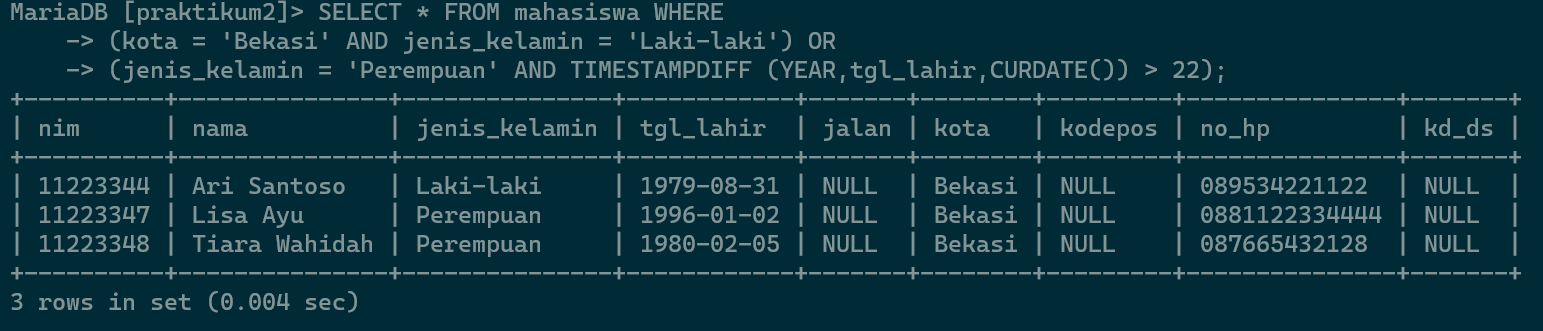 MariaDB [praktikum2]> SELECT * FROM mahasiswa WHERE
    -> (kota = 'Bekasi' AND jenis_kelamin = 'Laki-laki') OR
    -> (jenis_kelamin = 'Perempuan' AND TIMESTAMPDIFF (YEAR,tgl_lahir,CURDATE()) > 22);
+----------+---------------+---------------+------------+-------+--------+---------+---------------+-------+
| nim      | nama          | jenis_kelamin | tgl_lahir  | jalan | kota   | kodepos | no_hp         | kd_ds |
+----------+---------------+---------------+------------+-------+--------+---------+---------------+-------+
| 11223344 | Ari Santoso   | Laki-laki     | 1979-08-31 | NULL  | Bekasi | NULL    | 089534221122  | NULL  |
| 11223347 | Lisa Ayu      | Perempuan     | 1996-01-02 | NULL  | Bekasi | NULL    | 0881122334444 | NULL  |
| 11223348 | Tiara Wahidah | Perempuan     | 1980-02-05 | NULL  | Bekasi | NULL    | 087665432128  | NULL  |
+----------+---------------+---------------+------------+-------+--------+---------+---------------+-------+
3 rows in set (0.004 sec)